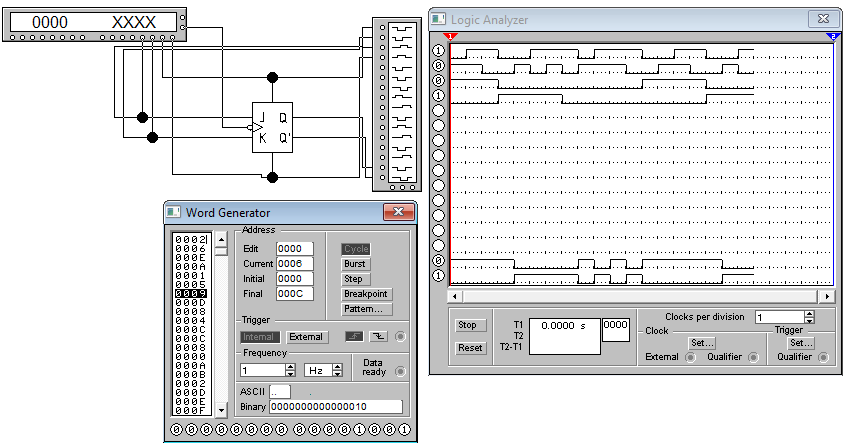 0000 XXXX
J Q
K Q'
Logic Analyzer
1 2
1
0
0
1
0
1
Stop
Reset
T1
T2
T2-T1
0.0000 s
0000
Clocks per division 1
Clock
Set...
External
Qualifier
Trigger
Set...
Qualifier
Word Generator
0002
0006
000E
000A
0001
0005
0009
000D
0008
0004
000C
000C
0008
0000
000A
000B
0002
000D
000E
000F
Address
Edit 0000
Current 0006
Initial 0000
Final 000C
Cycle
Burst
Step
Breakpoint
Pattern...
Trigger
Internal
External
Frequency
1 Hz
Data
ready
ASCII ..
Binary 0000000000000010
0 0 0 0 0 0 0 0 0 0 0 0 1 0 0 1